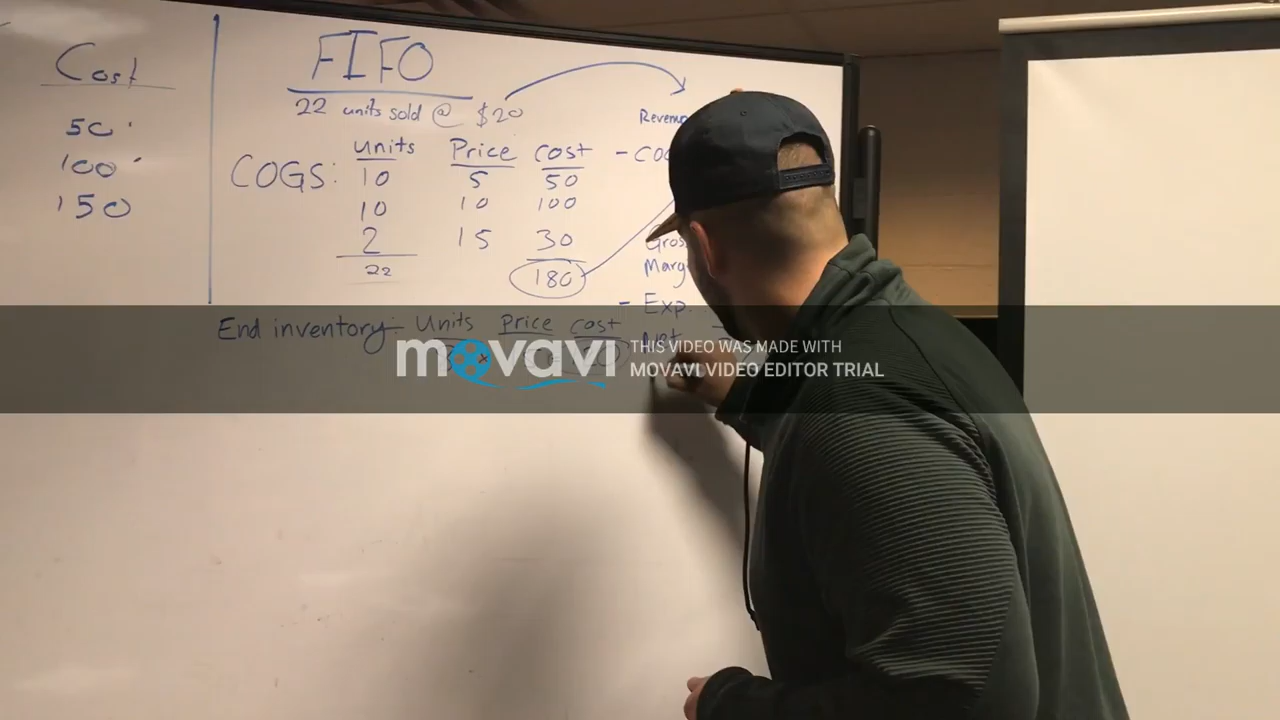 Cost
50
100
150
FIFO
22 units sold @ $20
COGS: units Price cost
10 5 50
10 10 100
2 15 30
22 180
Revenu
- CO
Gros
Marg
- Exp.
Net
End inventory: Units Price cost
movavi
THIS VIDEO WAS MADE WITH
MOVAVI VIDEO EDITOR TRIAL